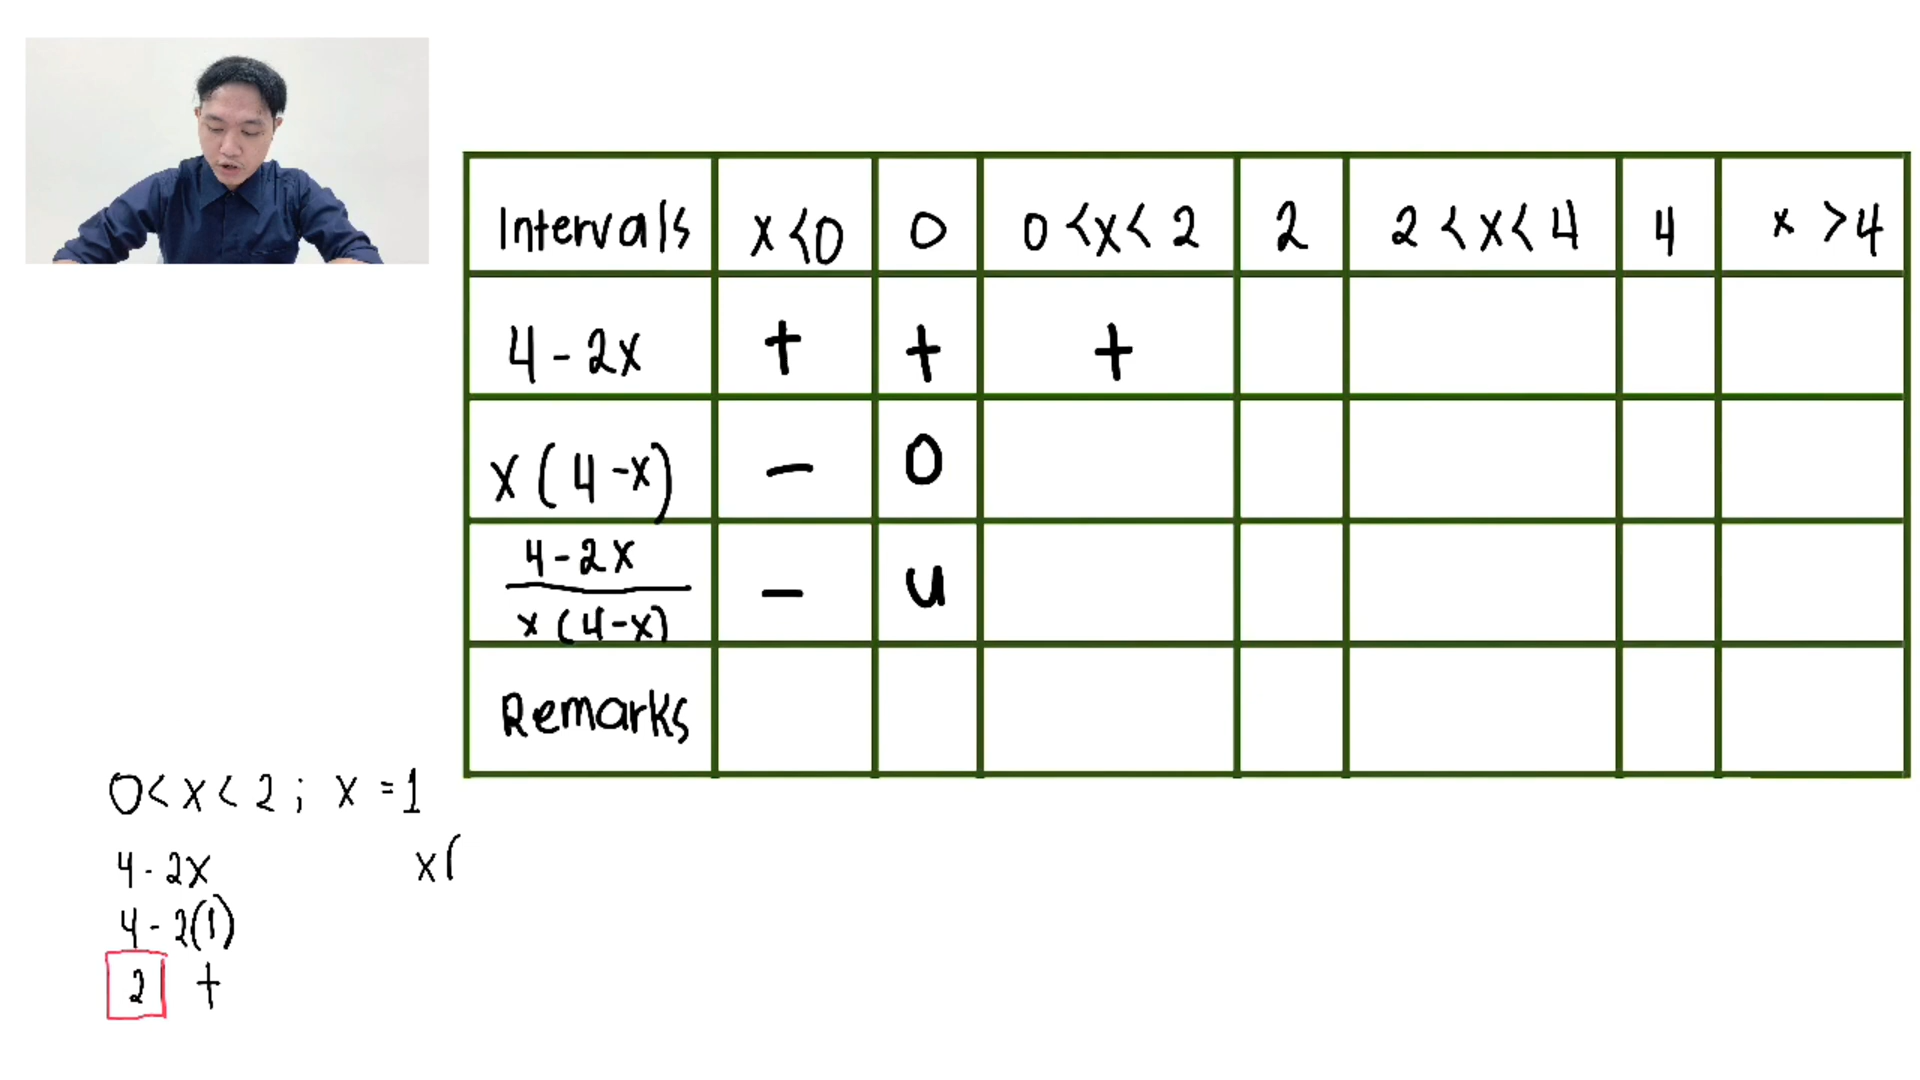 Intervals x<0 0 0<x<2 2 2<x<4 4 x>4
4-2x + + +
x(4-x) - 0
4-2x
x(4-x)
- U
Remarks
0<x<2; x=1
4-2x x(
4-2(1)
2 +